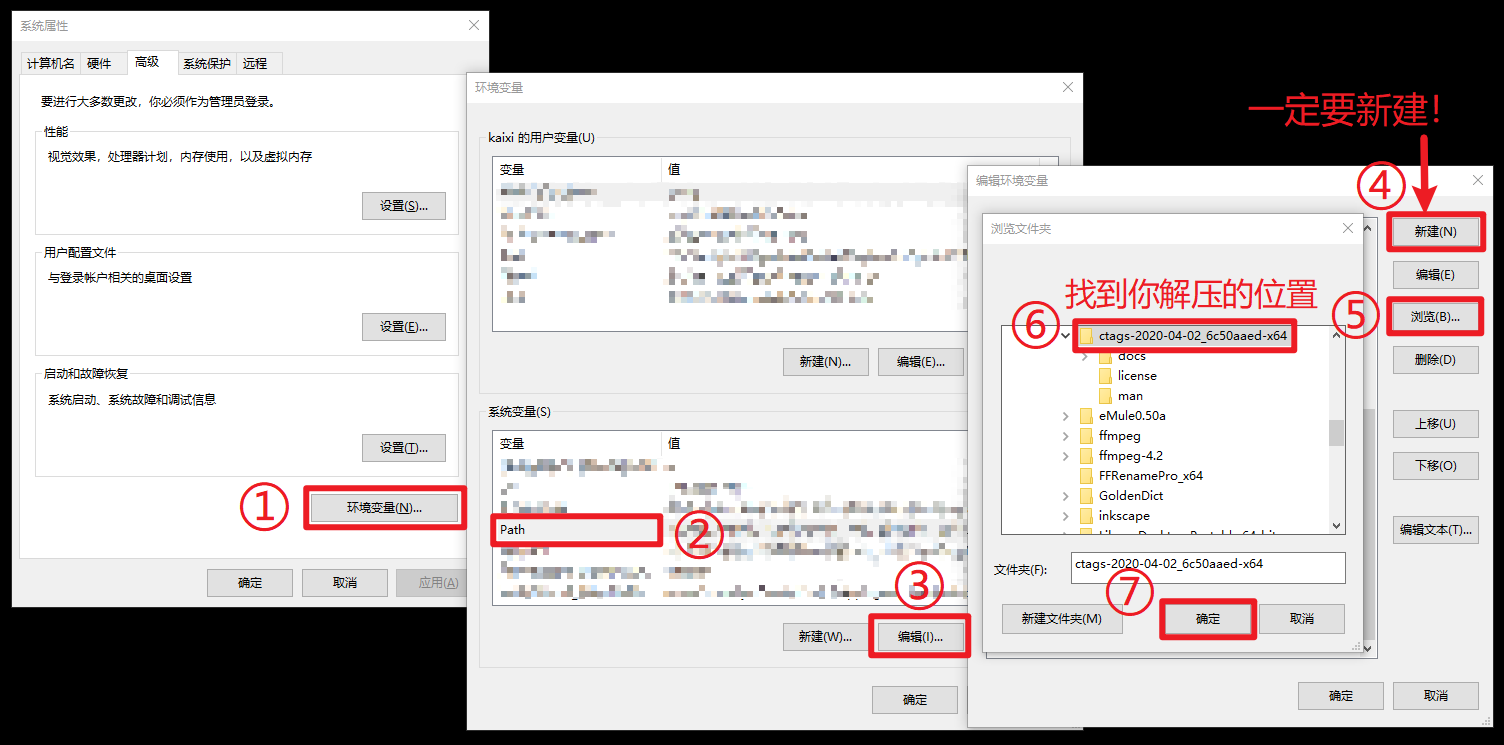 系统属性
计算机名
硬件
高级
系统保护
远程
要进行大多数更改，你必须作为管理员登录。
性能
视觉效果，处理器计划，内存使用，以及虚拟内存
设置(S)...
用户配置文件
与登录帐户相关的桌面设置
设置(E)...
启动和故障恢复
系统启动、系统故障和调试信息
设置(T)...
①
环境变量(N)...
确定
取消
应用(A)
环境变量
kaixi 的用户变量(U)
变量
值
新建(N)...
编辑(E)...
系统变量(S)
变量
值
Path
②
③
新建(W)...
编辑(I)...
确定
一定要新建！
编辑环境变量
④
新建(N)
编辑(E)
⑤
浏览(B)...
删除(D)
上移(U)
下移(O)
编辑文本(T)...
浏览文件夹
找到你解压的位置
⑥
ctags-2020-04-02_6c50aaed-x64
docs
license
man
eMule0.50a
ffmpeg
ffmpeg-4.2
FFRenamePro_x64
GoldenDict
inkscape
文件夹(F):
ctags-2020-04-02_6c50aaed-x64
⑦
新建文件夹(M)
确定
取消
确定
取消